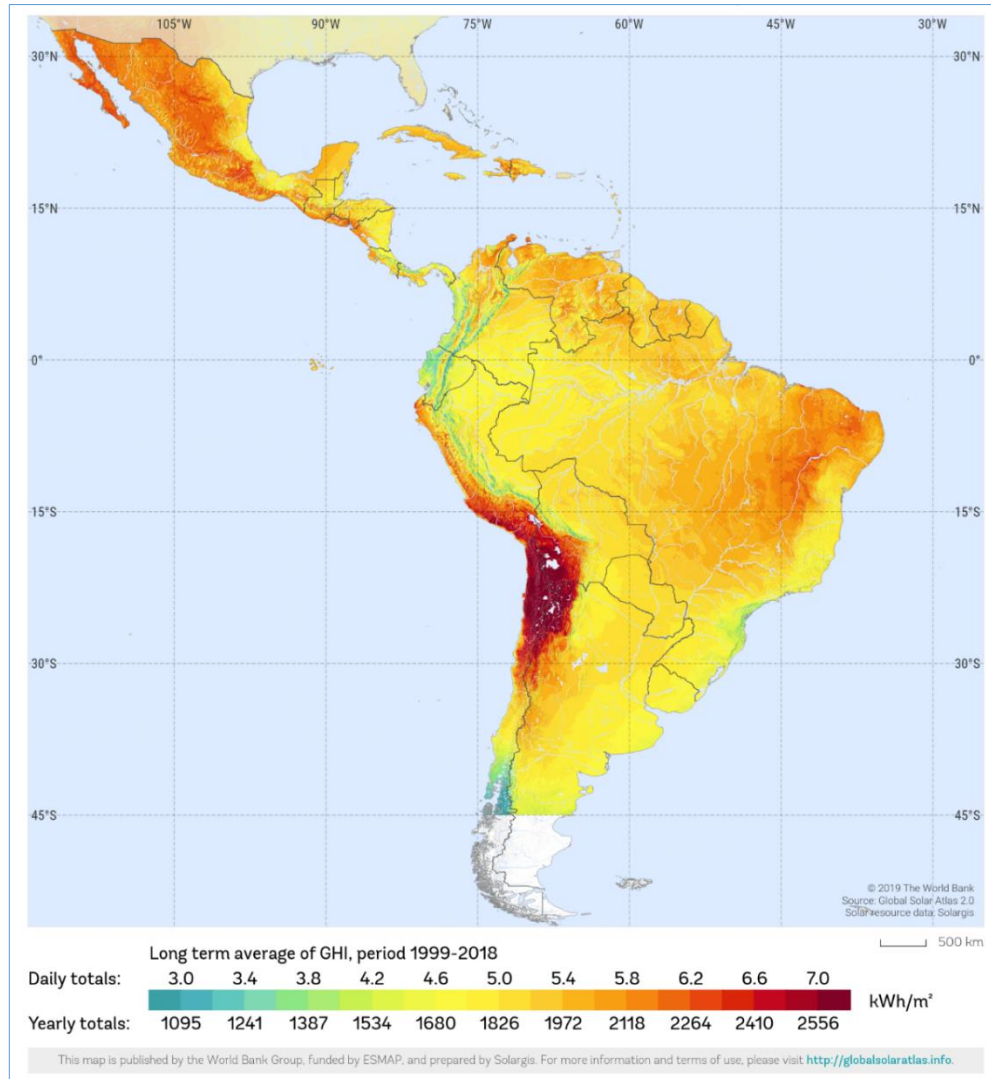 105°W 90°W 75°W 60°W 45°W 30°W
30°N 30°N
15°N 15°N
0° 0°
15°S 15°S
30°S 30°S
45°S 45°S
© 2019 The World Bank
Source: Global Solar Atlas 2.0
Solar resource data: Solargis
500 km
Long term average of GHI, period 1999-2018
Daily totals: 3.0 3.4 3.8 4.2 4.6 5.0 5.4 5.8 6.2 6.6 7.0
kWh/m²
Yearly totals: 1095 1241 1387 1534 1680 1826 1972 2118 2264 2410 2556
This map is published by the World Bank Group, funded by ESMAP, and prepared by Solargis. For more information and terms of use, please visit http://globalsolaratlas.info.